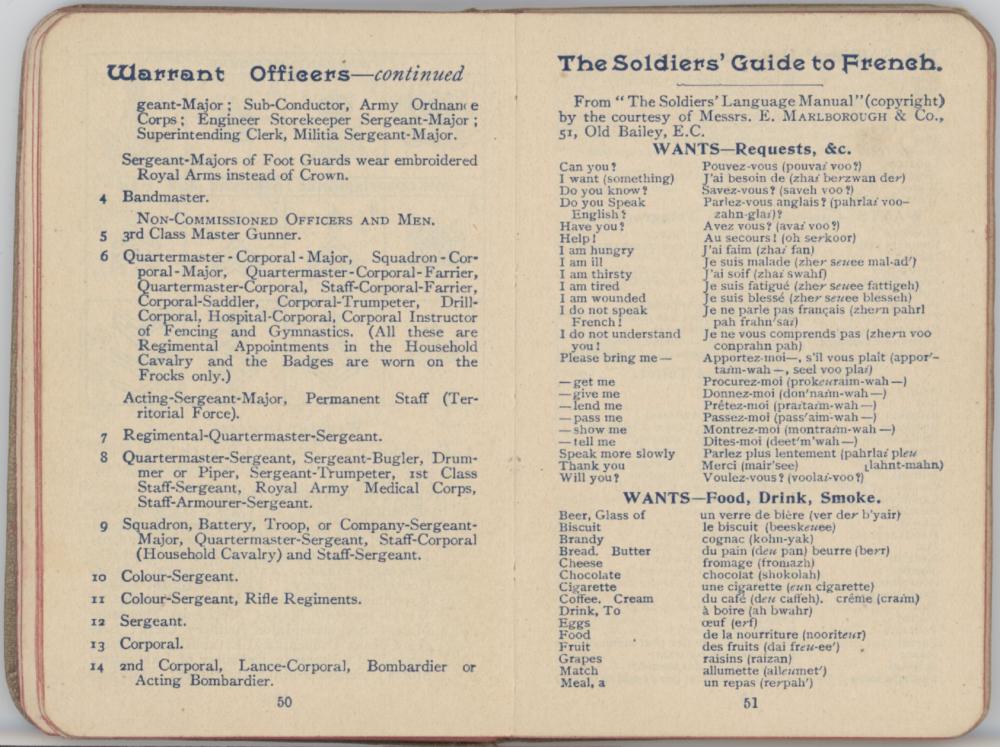 Warrant Officers—continued
geant-Major; Sub-Conductor, Army Ordnance
Corps; Engineer Storekeeper Sergeant-Major;
Superintending Clerk, Militia Sergeant-Major.
Sergeant-Majors of Foot Guards wear embroidered
Royal Arms instead of Crown.
4 Bandmaster.
NON-COMMISSIONED OFFICERS AND MEN.
5 3rd Class Master Gunner.
6 Quartermaster-Corporal-Major, Squadron-Cor-
poral-Major, Quartermaster-Corporal-Farrier,
Quartermaster-Corporal, Staff-Corporal-Farrier,
Corporal-Saddler, Corporal-Trumpeter, Drill-
Corporal, Hospital-Corporal, Corporal Instructor
of Fencing and Gymnastics. (All these are
Regimental Appointments in the Household
Cavalry and the Badges are worn on the
Frocks only.)
Acting-Sergeant-Major, Permanent Staff (Ter-
ritorial Force).
7 Regimental-Quartermaster-Sergeant.
8 Quartermaster-Sergeant, Sergeant-Bugler, Drum-
mer or Piper, Sergeant-Trumpeter, 1st Class
Staff-Sergeant, Royal Army Medical Corps,
Staff-Armourer-Sergeant.
9 Squadron, Battery, Troop, or Company-Sergeant-
Major, Quartermaster-Sergeant, Staff-Corporal
(Household Cavalry) and Staff-Sergeant.
10 Colour-Sergeant.
11 Colour-Sergeant, Rifle Regiments.
12 Sergeant.
13 Corporal.
14 2nd Corporal, Lance-Corporal, Bombardier or
Acting Bombardier.
50
The Soldiers' Guide to French.
From "The Soldiers' Language Manual" (copyright)
by the courtesy of Messrs. E. MARLBOROUGH & Co.,
51, Old Bailey, E.C.
WANTS—Requests, &c.
Can you? Pouvez-vous (pouvai voo?)
I want (something) J'ai besoin de (zhai berzwan der)
Do you know? Savez-vous? (saveh voo?)
Do you Speak Parlez-vous anglais? (pahrlai voo-
English? zahn-glai)?
Have you? Avez vous? (avai voo?)
Help! Au secours! (oh serkoor)
I am hungry J'ai faim (zhai fan)
I am ill Je suis malade (zher seuee mal-ad')
I am thirsty J'ai soif (zhai swahf)
I am tired Je suis fatigué (zher seuee fattigeh)
I am wounded Je suis blessé (zher seuee blesseh)
I do not speak Je ne parle pas français (zhern pahrl
French! pah frahn'sai)
I do not understand Je ne vous comprends pas (zhern voo
you! conprahn pah)
Please bring me— Apportez-moi—, s'il vous plait (appor'-
taim-wah—, seel voo plai)
—get me Procurez-moi (prokeuraim-wah—)
—give me Donnez-moi (don'naim-wah—)
—lend me Prêtez-moi (praitaim-wah—)
—pass me Passez-moi (pass'aim-wah—)
—show me Montrez-moi (montraim-wah—)
—tell me Dites-moi (deet'm'wah—)
Speak more slowly Parlez plus lentement (pahrlai pleu
Thank you Merci (mair'see) [lahnt-mahn)
Will you? Voulez-vous? (voolai-voo?)
WANTS—Food, Drink, Smoke.
Beer, Glass of un verre de bière (ver der b'yair)
Biscuit le biscuit (beeskeuee)
Brandy cognac (kohn-yak)
Bread. Butter du pain (deu pan) beurre (berr)
Cheese fromage (fromazh)
Chocolate chocolat (shokolah)
Cigarette une cigarette (eun cigarette)
Coffee. Cream du café (deu caffeh). crême (craim)
Drink, To à boire (ah bwahr)
Eggs œuf (erf)
Food de la nourriture (nooriteur)
Fruit des fruits (dai freu-ee')
Grapes raisins (raizan)
Match allumette (alleumet')
Meal, a un repas (rerpah')
51